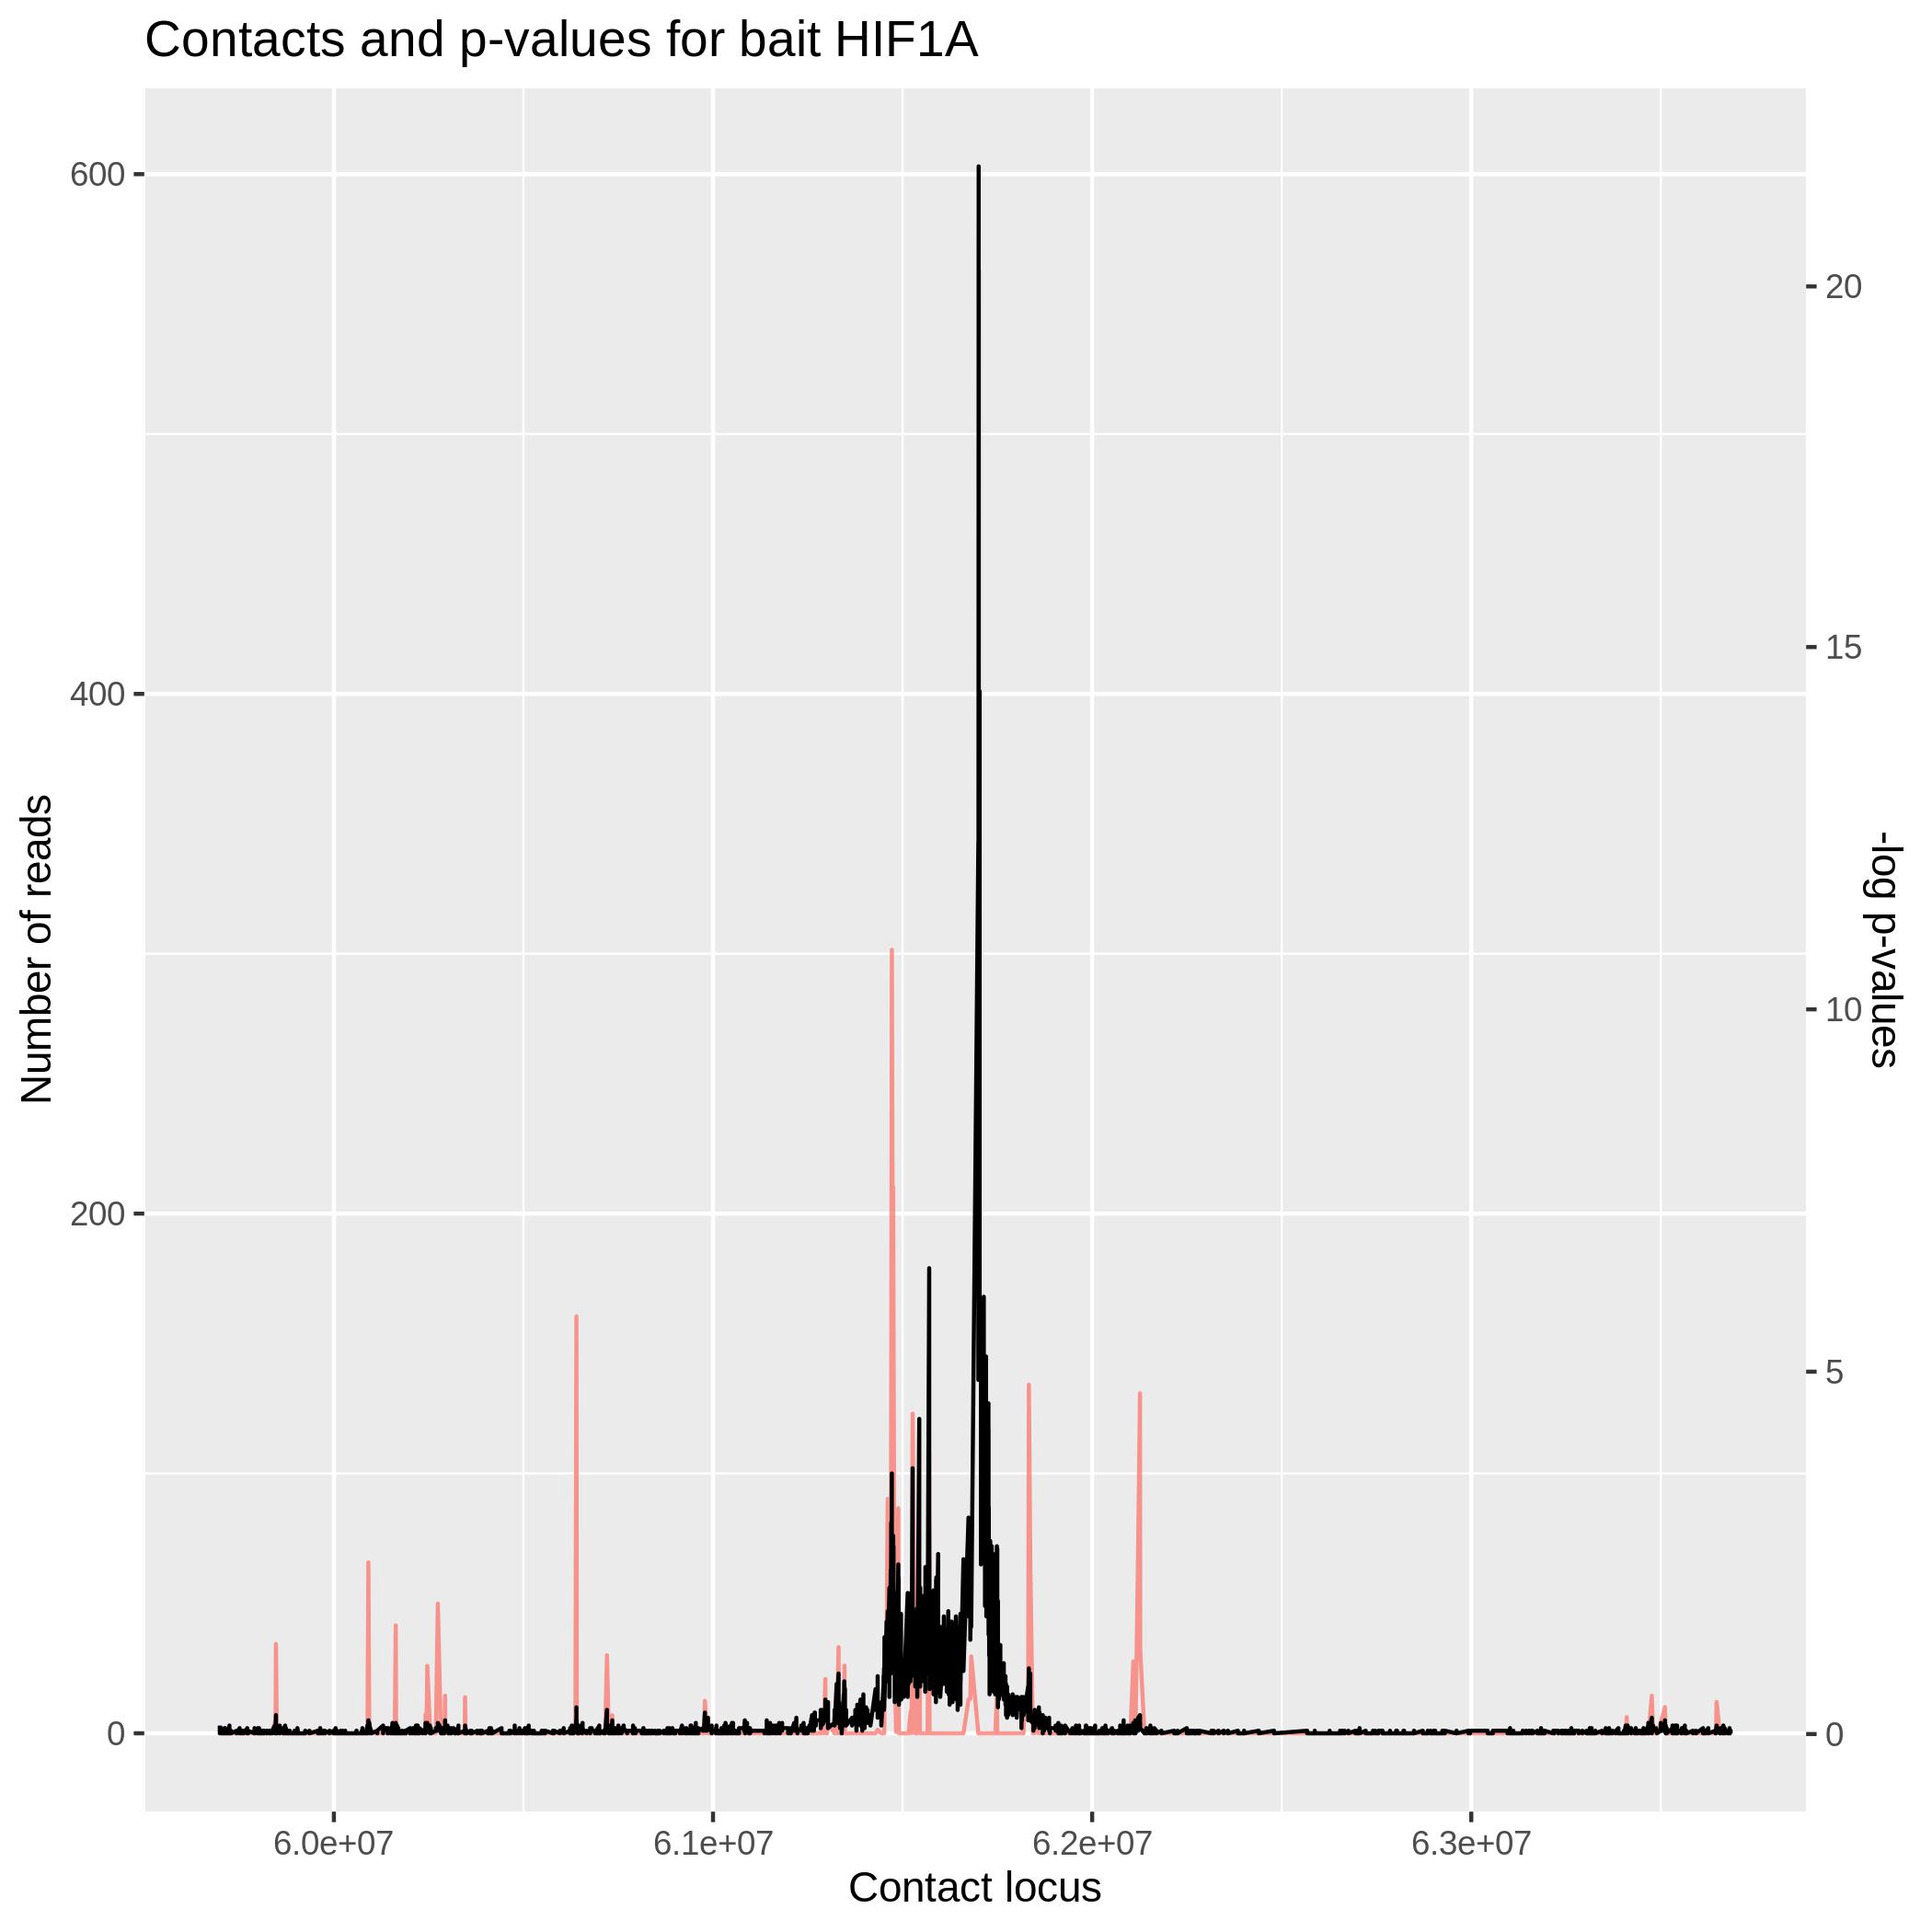 Contacts and p-values for bait HIF1A
600
400
200
0
Number of reads
20
15
10
5
0
-log p-values
6.0e+07
6.1e+07
6.2e+07
6.3e+07
Contact locus